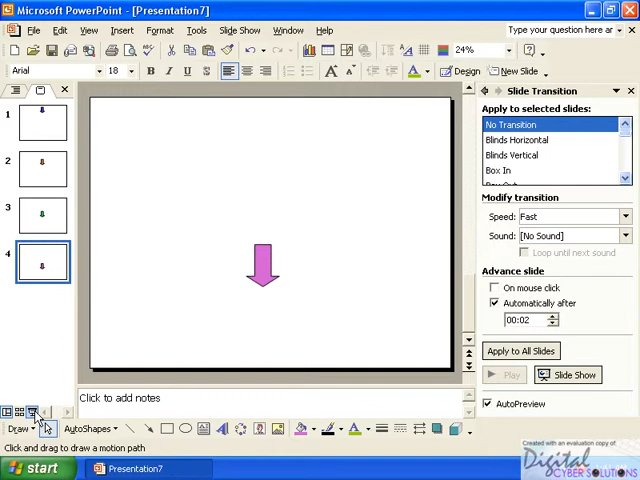 Microsoft PowerPoint - [Presentation7]
File Edit View Insert Format Tools Slide Show Window Help
Type your question here
24%
Arial 18 B I U S Design New Slide
Slide Transition
Apply to selected slides:
No Transition
Blinds Horizontal
Blinds Vertical
Box In
Box Out
Modify transition
Speed: Fast
Sound: [No Sound]
Loop until next sound
Advance slide
On mouse click
Automatically after
00:02
Apply to All Slides
Play Slide Show
AutoPreview
1
2
3
4
Click to add notes
Draw AutoShapes
Click and drag to draw a motion path
start Presentation7
Created with an evaluation copy of
Digital
CYBER SOLUTIONS